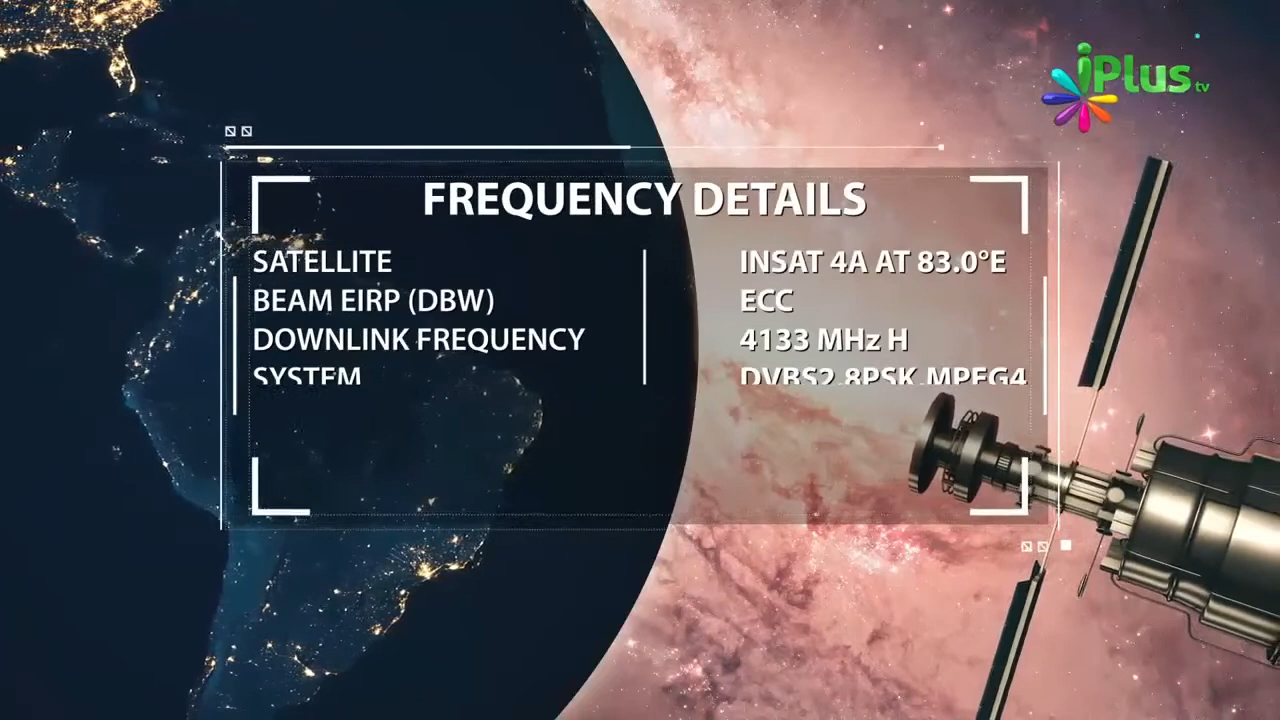 iPlus tv
FREQUENCY DETAILS
SATELLITE INSAT 4A AT 83.0°E
BEAM EIRP (DBW) ECC
DOWNLINK FREQUENCY 4133 MHz H
SYSTEM DVBS2,8PSK,MPEG4